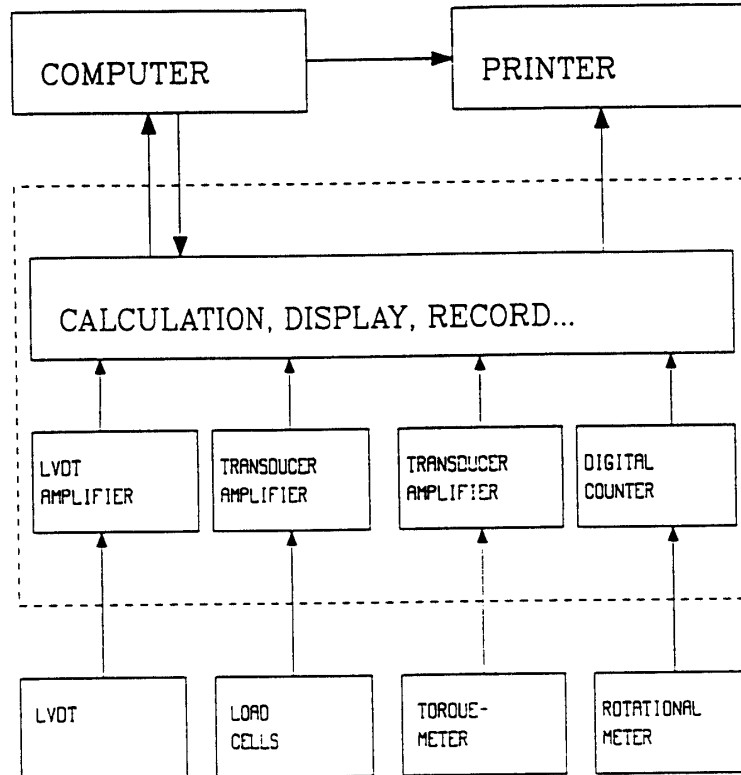 COMPUTER
PRINTER
CALCULATION, DISPLAY, RECORD...
LVDT
AMPLIFIER
TRANSDUCER
AMPLIFIER
TRANSDUCER
AMPLIFIER
DIGITAL
COUNTER
LVDT
LOAD
CELLS
TORQUE-
METER
ROTATIONAL
METER